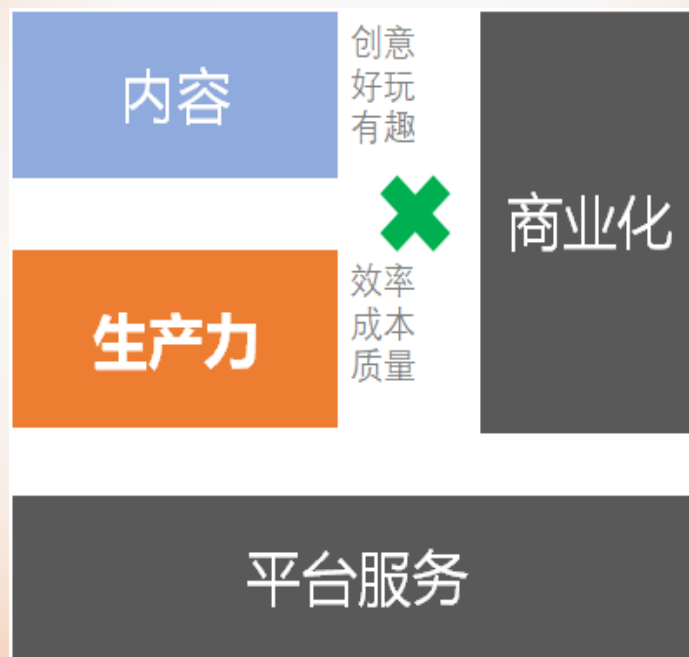 内容
创意
好玩
有趣
商业化
生产力
效率
成本
质量
平台服务